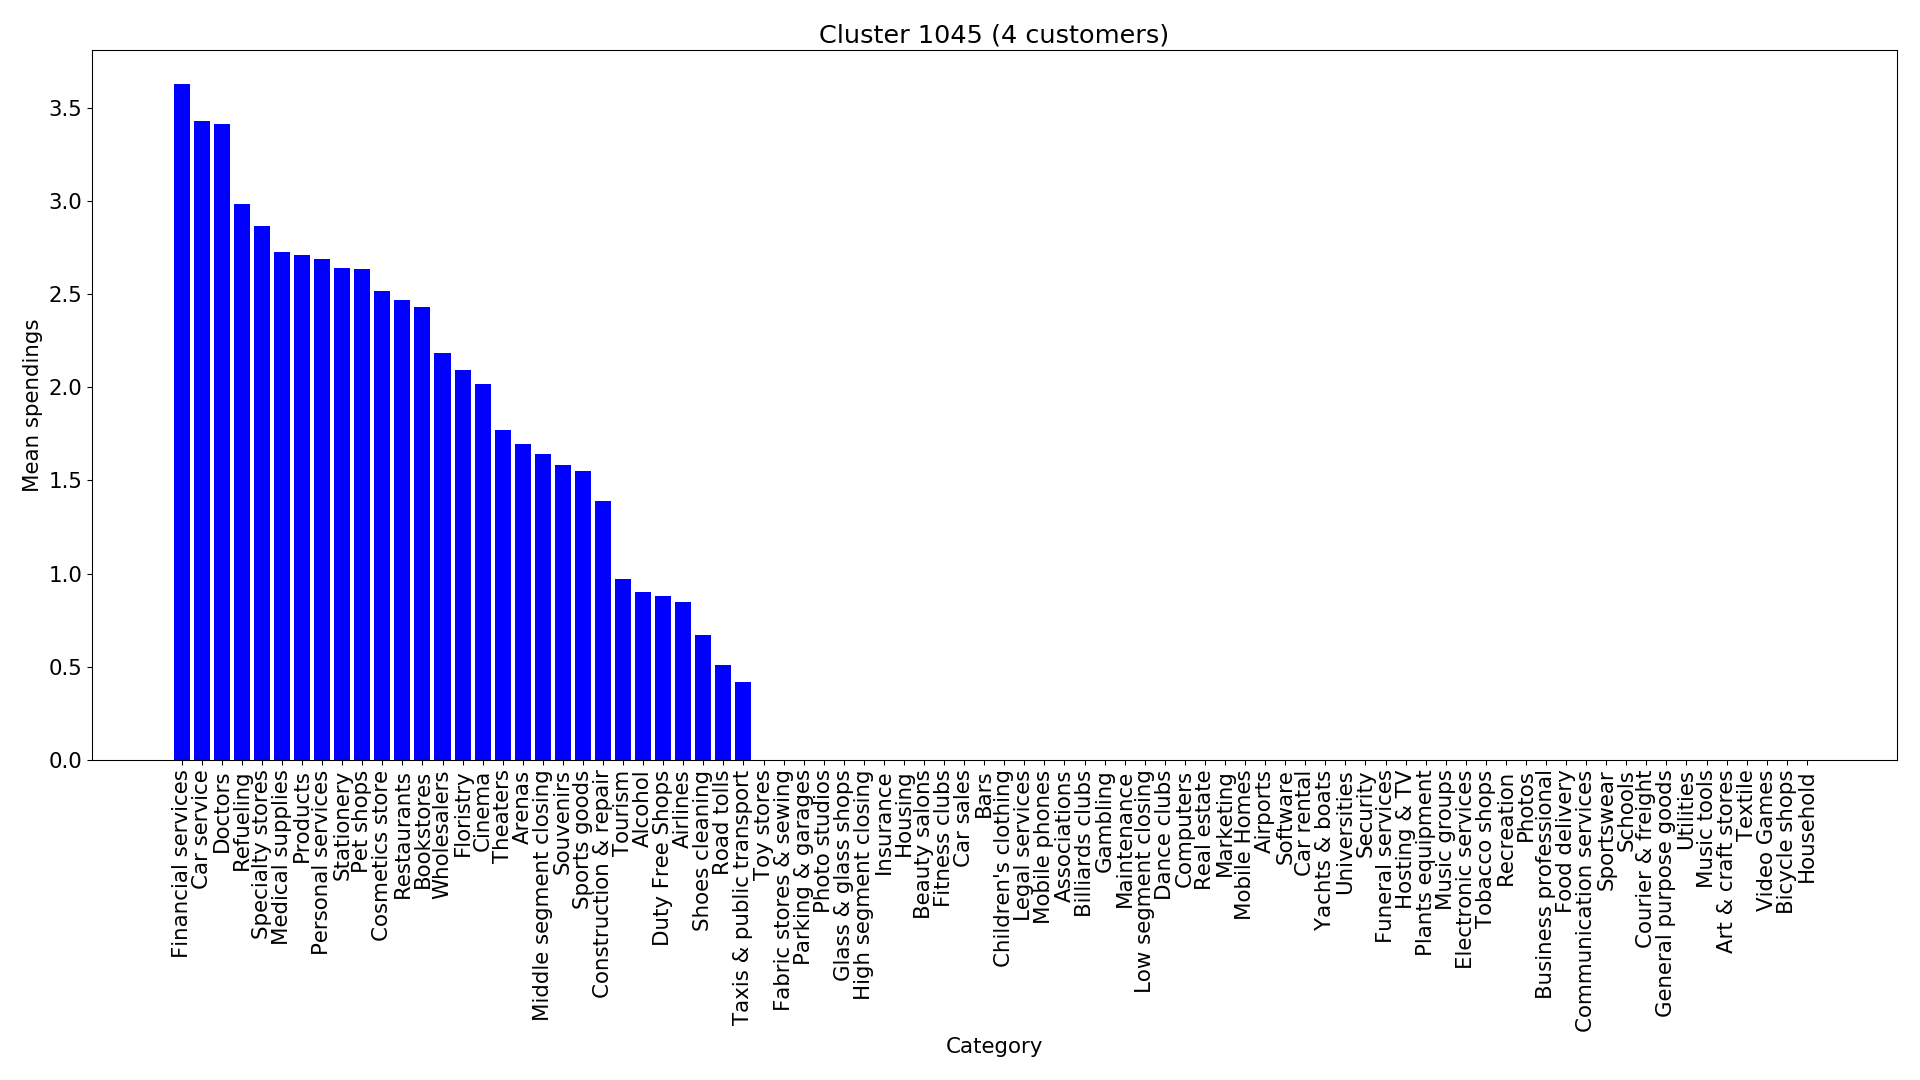 Cluster 1045 (4 customers)
Mean spendings
3.5
3.0
2.5
2.0
1.5
1.0
0.5
0.0
Financial services
Car service
Doctors
Refueling
Specialty stores
Medical supplies
Products
Personal services
Stationery
Pet shops
Cosmetics store
Restaurants
Bookstores
Wholesalers
Floristry
Cinema
Theaters
Arenas
Middle segment closing
Souvenirs
Sports goods
Construction & repair
Tourism
Alcohol
Duty Free Shops
Airlines
Shoes cleaning
Road tolls
Taxis & public transport
Toy stores
Fabric stores & sewing
Parking & garages
Photo studios
Glass & glass shops
High segment closing
Insurance
Housing
Beauty salons
Fitness clubs
Car sales
Bars
Children's clothing
Legal services
Mobile phones
Associations
Billiards clubs
Gambling
Maintenance
Low segment closing
Dance clubs
Computers
Real estate
Marketing
Mobile Homes
Airports
Software
Car rental
Yachts & boats
Universities
Security
Funeral services
Hosting & TV
Plants equipment
Music groups
Electronic services
Tobacco shops
Recreation
Photos
Business professional
Food delivery
Communication services
Sportswear
Schools
Courier & freight
General purpose goods
Utilities
Music tools
Art & craft stores
Textile
Video Games
Bicycle shops
Household
Category